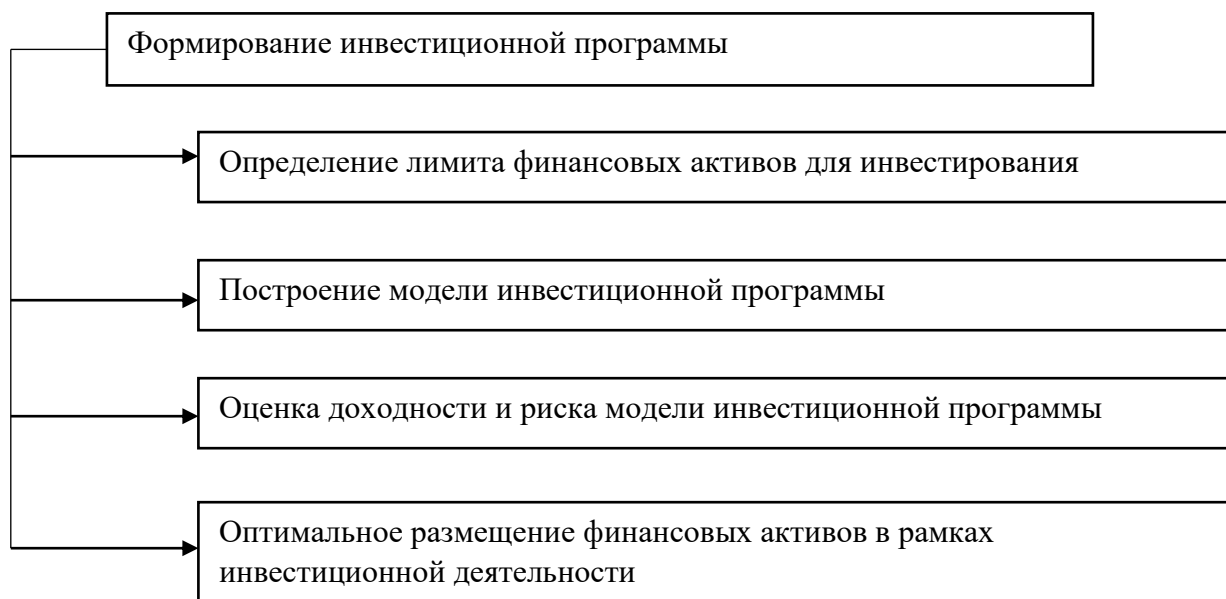 Формирование инвестиционной программы
Определение лимита финансовых активов для инвестирования
Построение модели инвестиционной программы
Оценка доходности и риска модели инвестиционной программы
Оптимальное размещение финансовых активов в рамках
инвестиционной деятельности